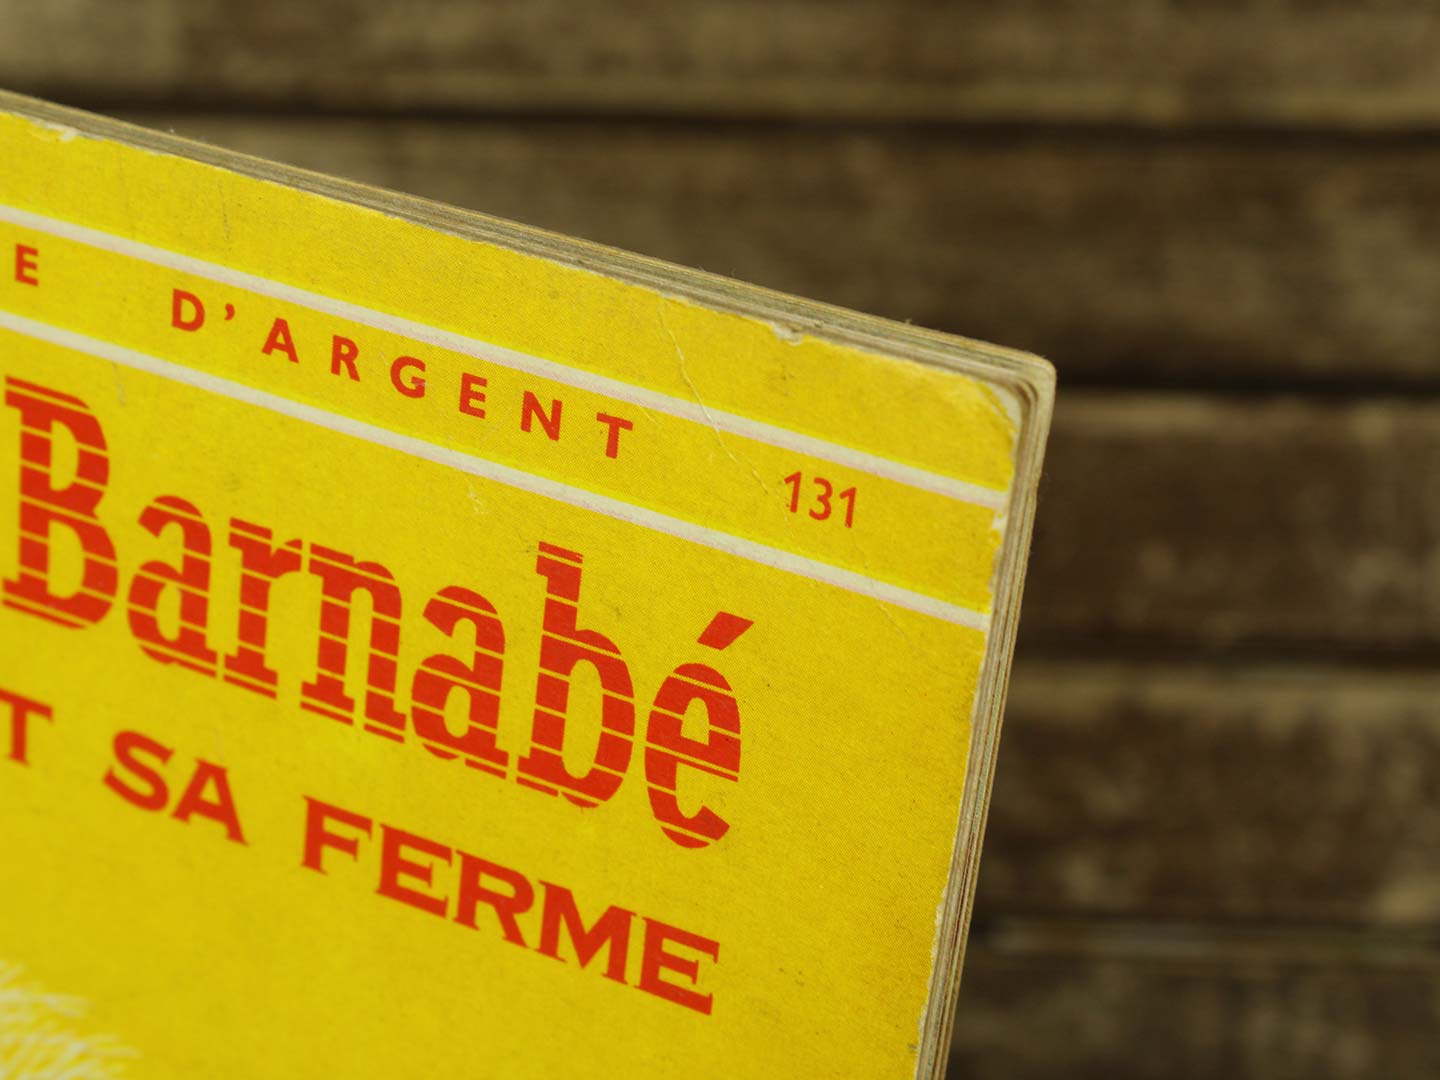 E D'ARGENT 131
Barnabé
T SA FERME